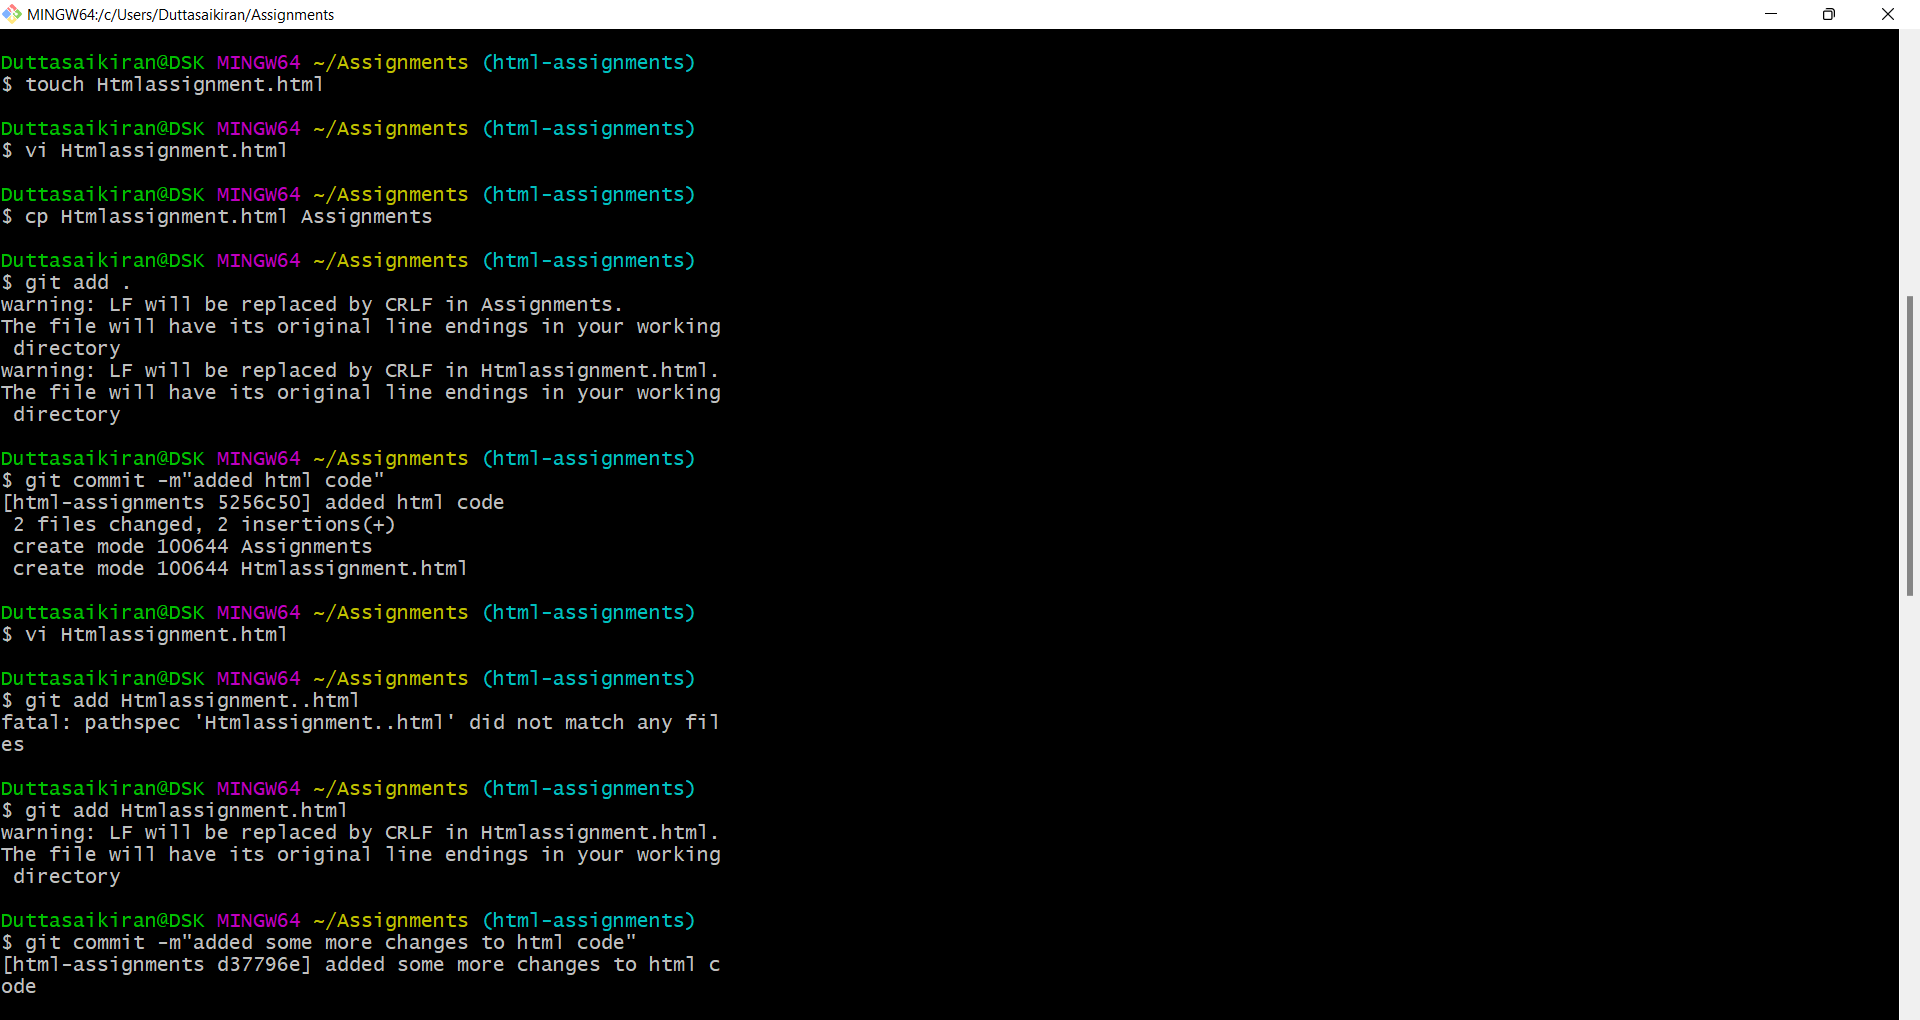 MINGW64:/c/Users/Duttasaikiran/Assignments
Duttasaikiran@DSK MINGW64 ~/Assignments (html-assignments)
$ touch Htmlassignment.html
Duttasaikiran@DSK MINGW64 ~/Assignments (html-assignments)
$ vi Htmlassignment.html
Duttasaikiran@DSK MINGW64 ~/Assignments (html-assignments)
$ cp Htmlassignment.html Assignments
Duttasaikiran@DSK MINGW64 ~/Assignments (html-assignments)
$ git add .
warning: LF will be replaced by CRLF in Assignments.
The file will have its original line endings in your working
 directory
warning: LF will be replaced by CRLF in Htmlassignment.html.
The file will have its original line endings in your working
 directory
Duttasaikiran@DSK MINGW64 ~/Assignments (html-assignments)
$ git commit -m"added html code"
[html-assignments 5256c50] added html code
 2 files changed, 2 insertions(+)
 create mode 100644 Assignments
 create mode 100644 Htmlassignment.html
Duttasaikiran@DSK MINGW64 ~/Assignments (html-assignments)
$ vi Htmlassignment.html
Duttasaikiran@DSK MINGW64 ~/Assignments (html-assignments)
$ git add Htmlassignment..html
fatal: pathspec 'Htmlassignment..html' did not match any fil
es
Duttasaikiran@DSK MINGW64 ~/Assignments (html-assignments)
$ git add Htmlassignment.html
warning: LF will be replaced by CRLF in Htmlassignment.html.
The file will have its original line endings in your working
 directory
Duttasaikiran@DSK MINGW64 ~/Assignments (html-assignments)
$ git commit -m"added some more changes to html code"
[html-assignments d37796e] added some more changes to html c
ode